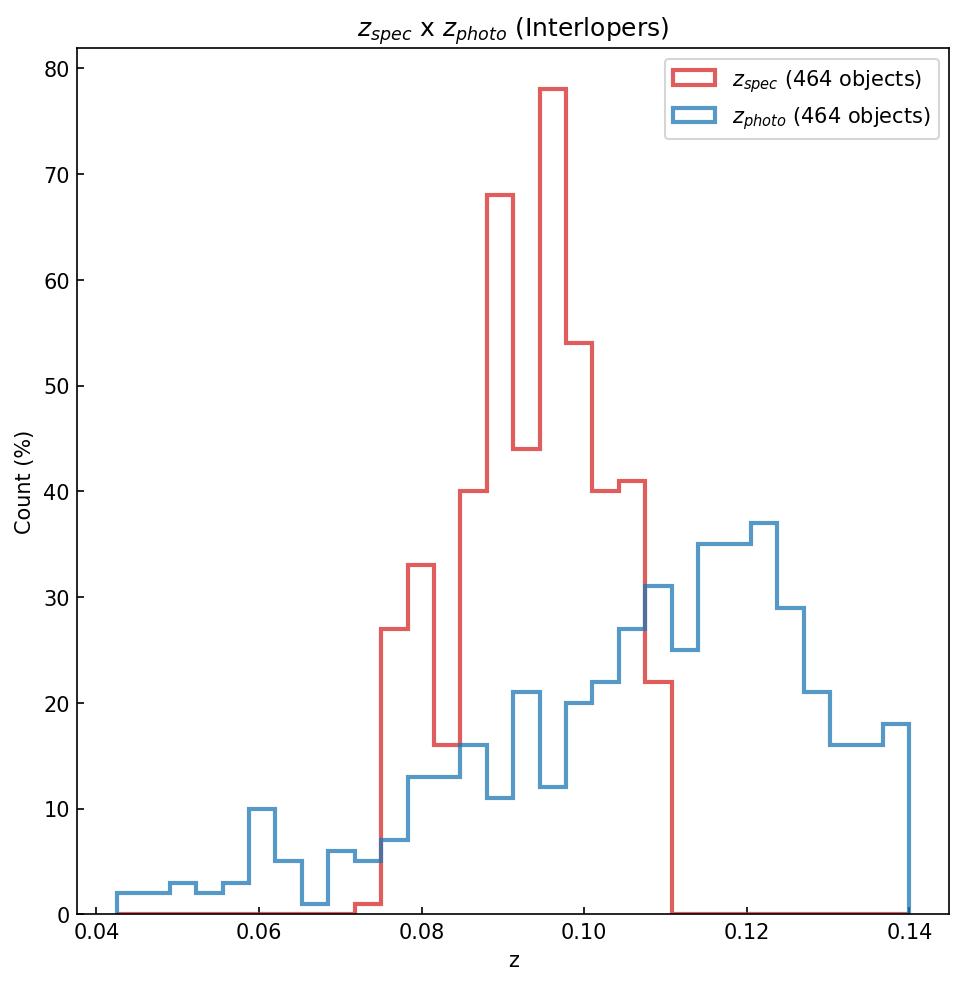 z_spec x z_photo (Interlopers)
z_spec (464 objects)
z_photo (464 objects)
Count (%)
80
70
60
50
40
30
20
10
0
0.04 0.06 0.08 0.10 0.12 0.14
z